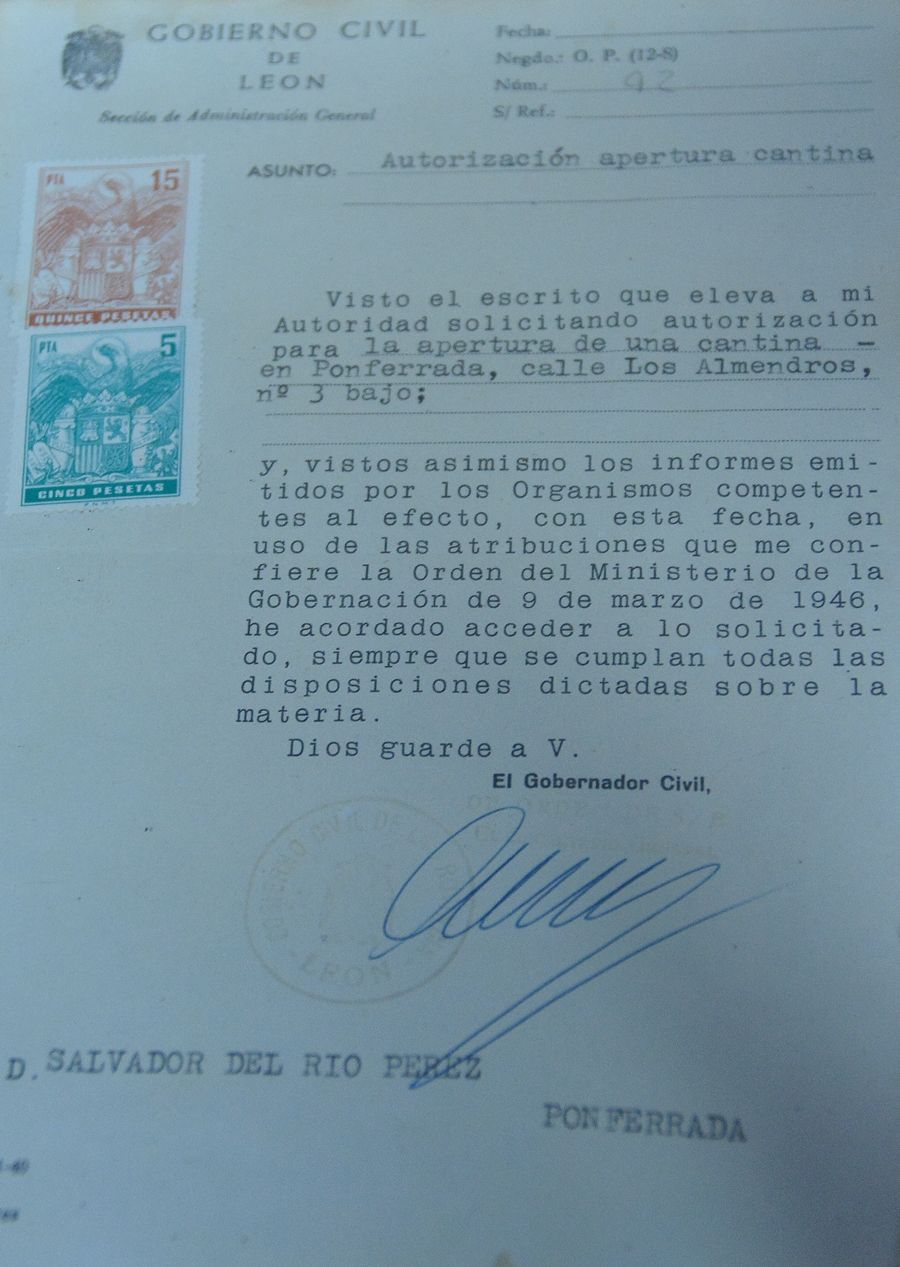 GOBIERNO CIVIL
DE
LEON
Sección de Administración General
Fecha:
Negdo.: O. P. (12-S)
Núm.: 92
S/ Ref.:
ASUNTO: Autorización apertura cantina
PTA 15
QUINCE PESETAS
PTA 5
CINCO PESETAS
Visto el escrito que eleva a mi
Autoridad solicitando autorización
para la apertura de una cantina —
en Ponferrada, calle Los Almendros,
nº 3 bajo;
y, vistos asimismo los informes emi-
tidos por los Organismos competen-
tes al efecto, con esta fecha, en
uso de las atribuciones que me con-
fiere la Orden del Ministerio de la
Gobernación de 9 de marzo de 1946,
he acordado acceder a lo solicita-
do, siempre que se cumplan todas las
disposiciones dictadas sobre la
materia.
Dios guarde a V.
El Gobernador Civil,
GOBIERNO CIVIL DE
LEON
D. SALVADOR DEL RIO PEREZ
PONFERRADA